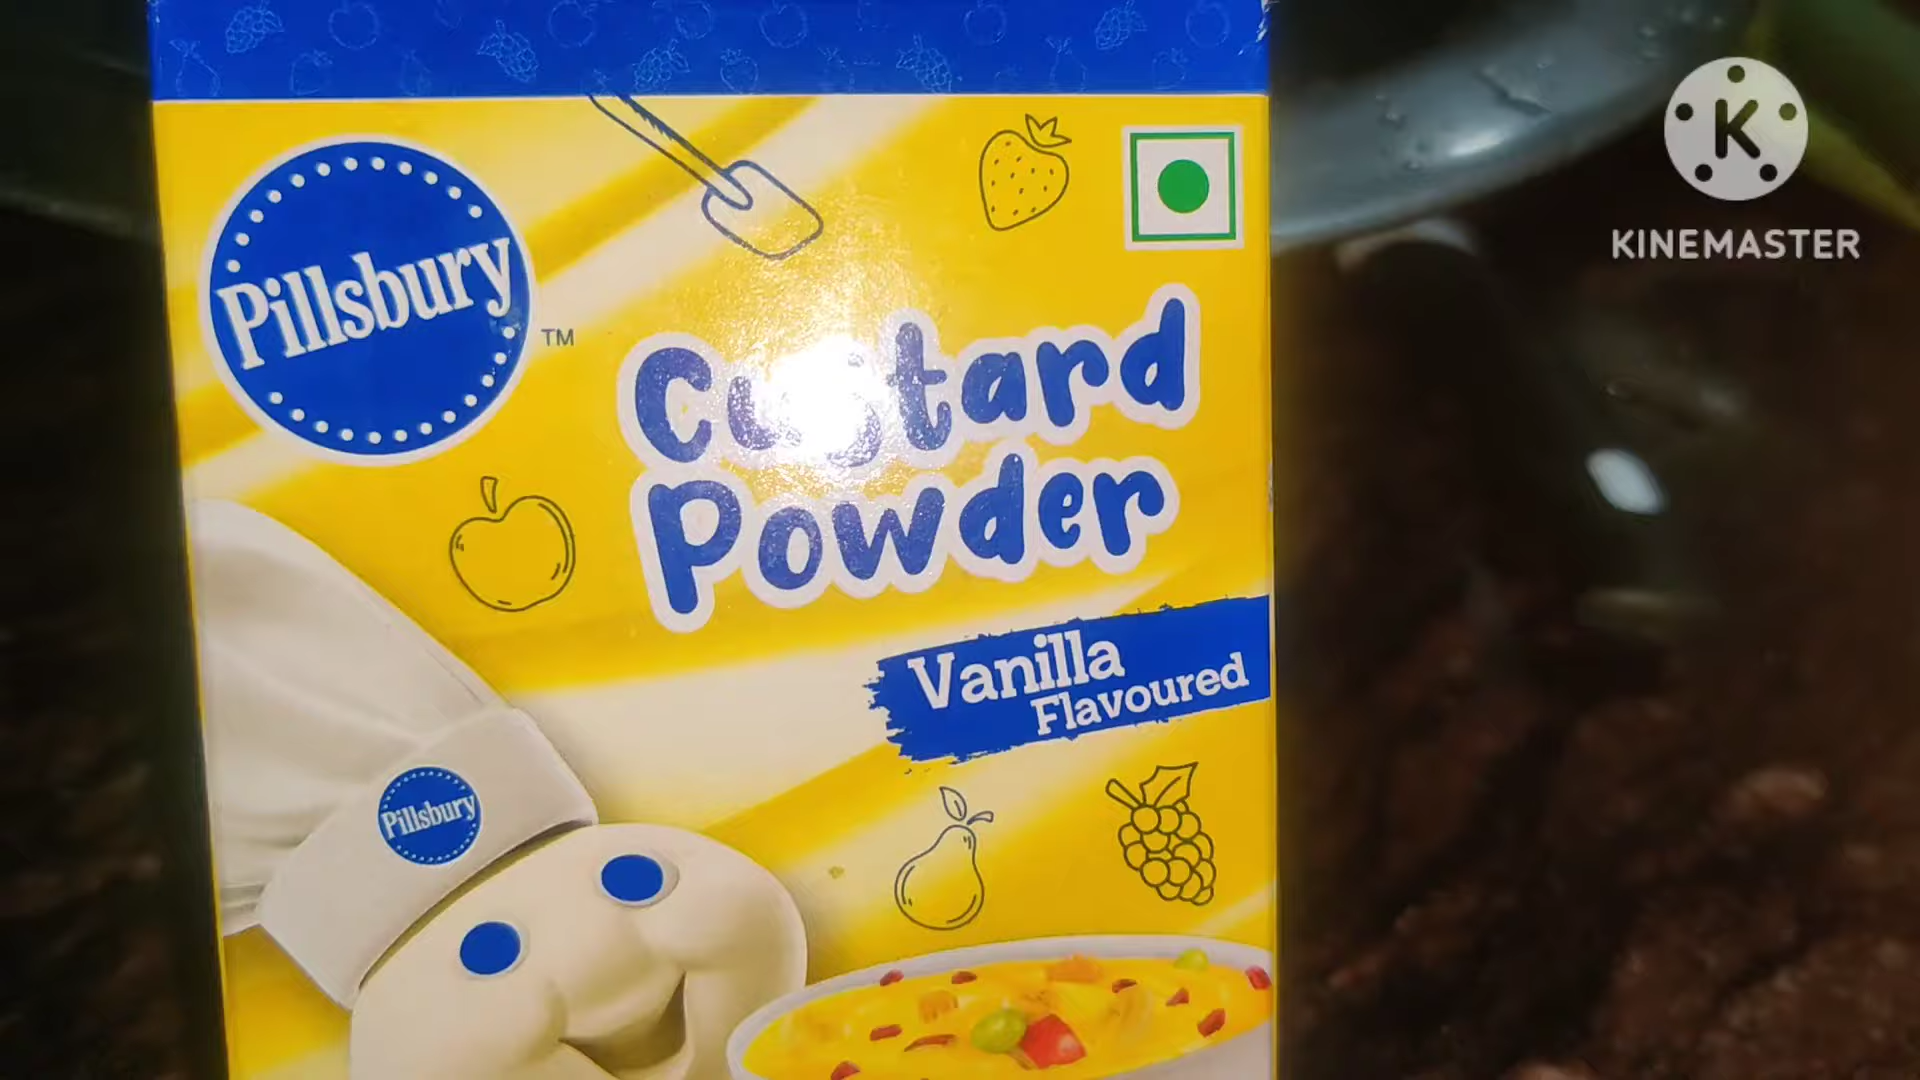 Pillsbury
TM
Custard
Powder
Vanilla
Flavoured
Pillsbury
K
KINEMASTER